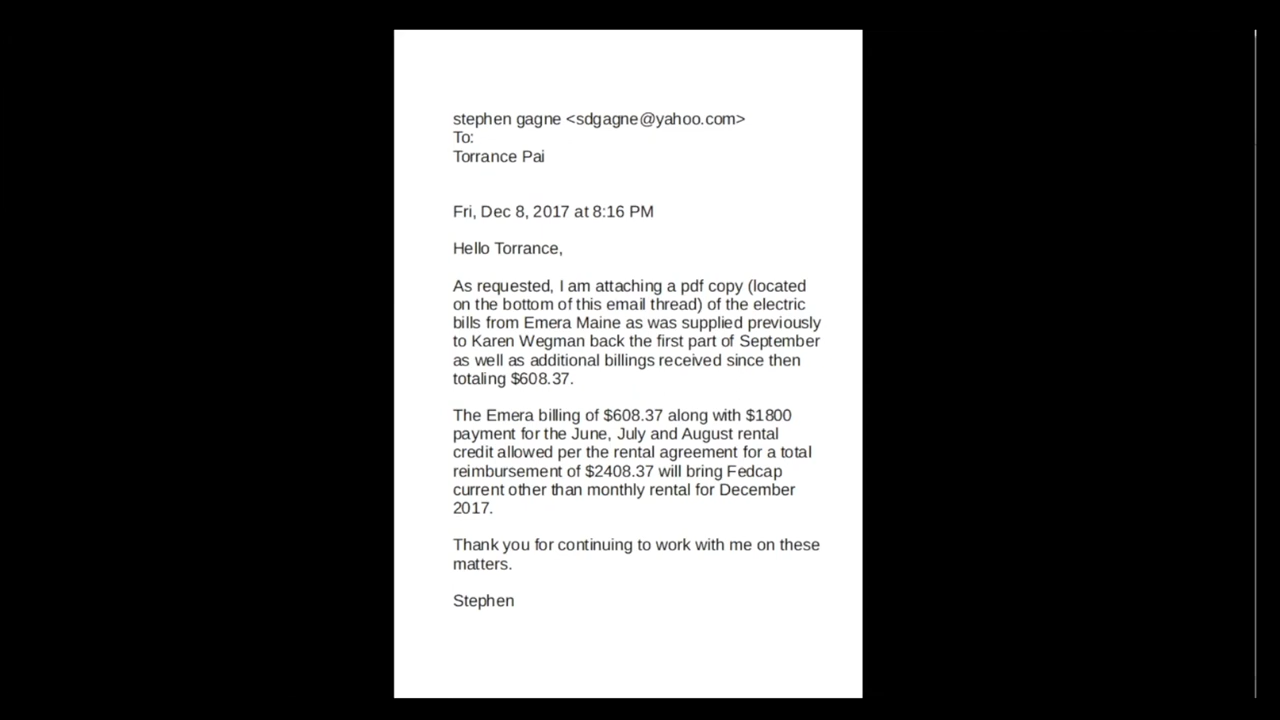 stephen gagne <sdgagne@yahoo.com>
To:
Torrance Pai
Fri, Dec 8, 2017 at 8:16 PM
Hello Torrance,
As requested, I am attaching a pdf copy (located
on the bottom of this email thread) of the electric
bills from Emera Maine as was supplied previously
to Karen Wegman back the first part of September
as well as additional billings received since then
totaling $608.37.
The Emera billing of $608.37 along with $1800
payment for the June, July and August rental
credit allowed per the rental agreement for a total
reimbursement of $2408.37 will bring Fedcap
current other than monthly rental for December
2017.
Thank you for continuing to work with me on these
matters.
Stephen